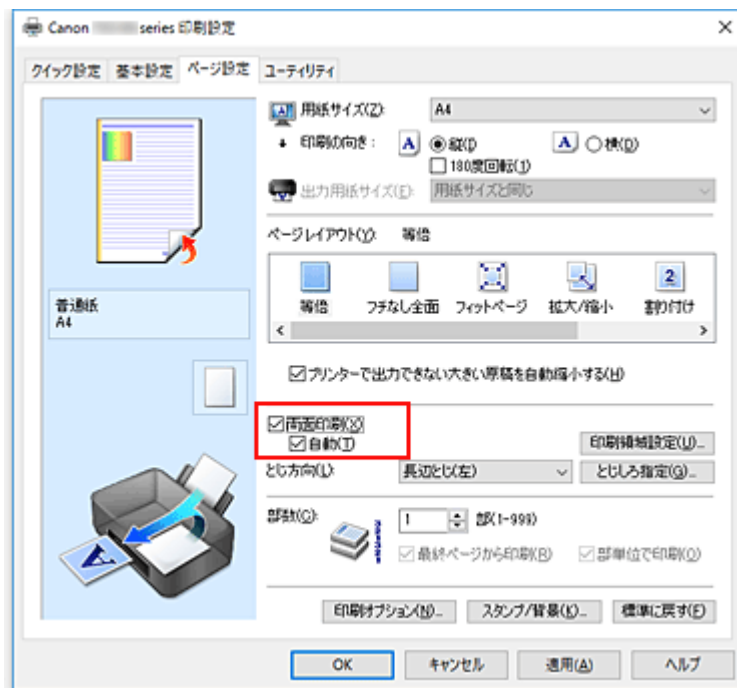 Canon series 印刷設定
クイック設定 基本設定 ページ設定 ユーティリティ
用紙サイズ(Z): A4
印刷の向き: A 縦(I) A 横(D)
180度回転(1)
出力用紙サイズ(E): 用紙サイズと同じ
ページレイアウト(Y): 等倍
等倍 フチなし全面 フィットページ 拡大/縮小 2 割り付け
普通紙
A4
プリンターで出力できない大きい原稿を自動縮小する(H)
両面印刷(X)
自動(T) 印刷領域設定(U)...
とじ方向(L): 長辺とじ(左) とじしろ指定(G)...
部数(C): 1 部(1-999)
最終ページから印刷(R) 部単位で印刷(O)
印刷オプション(N)... スタンプ/背景(K)... 標準に戻す(F)
OK キャンセル 適用(A) ヘルプ